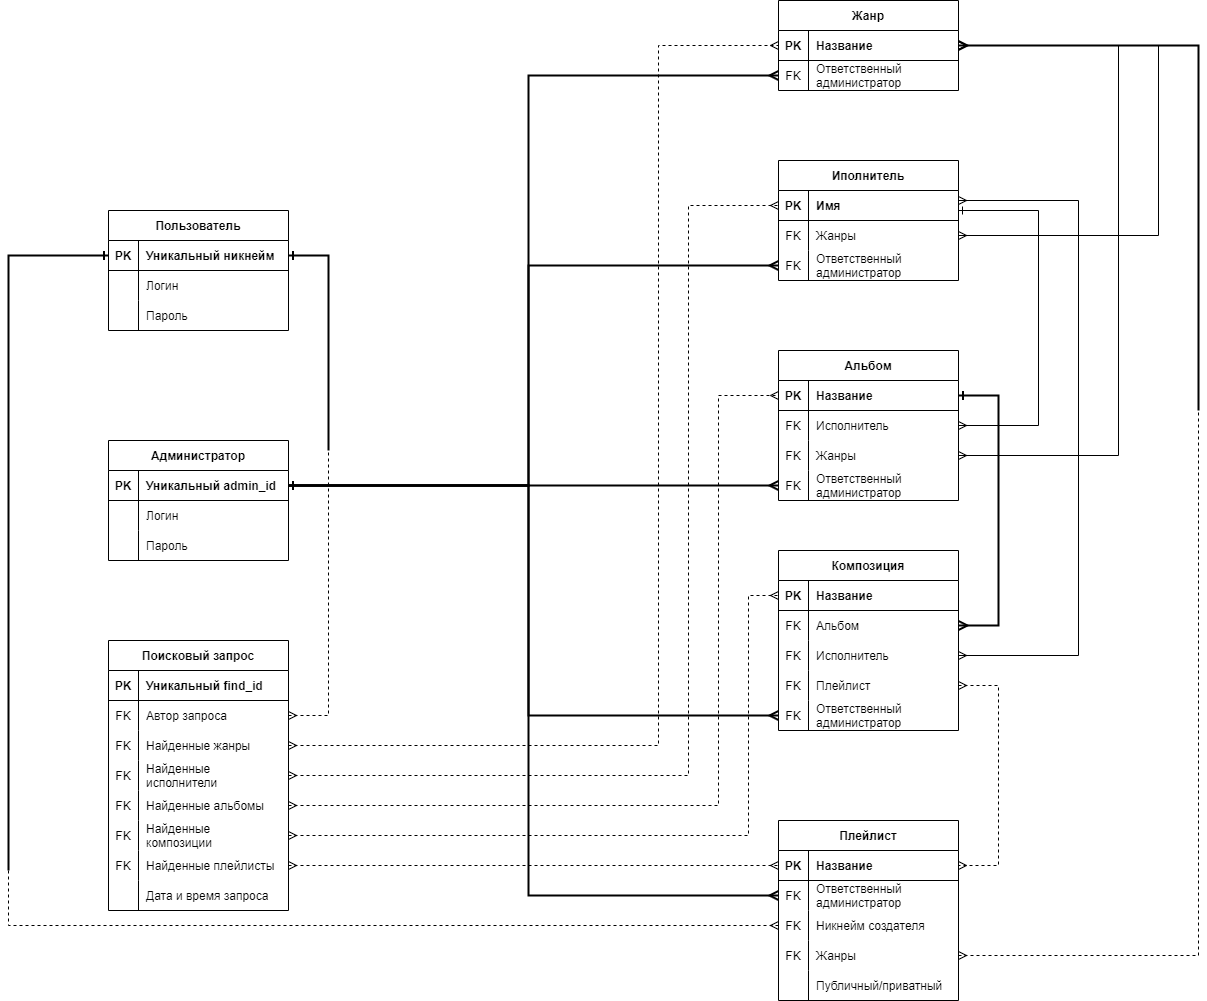 Жанр
PK Название
FK Ответственный
администратор
Иполнитель
PK Имя
FK Жанры
FK Ответственный
администратор
Пользователь
PK Уникальный никнейм
Логин
Пароль
Альбом
PK Название
FK Исполнитель
FK Жанры
FK Ответственный
администратор
Администратор
PK Уникальный admin_id
Логин
Пароль
Композиция
PK Название
FK Альбом
FK Исполнитель
FK Плейлист
FK Ответственный
администратор
Поисковый запрос
PK Уникальный find_id
FK Автор запроса
FK Найденные жанры
FK Найденные
исполнители
FK Найденные альбомы
FK Найденные
композиции
FK Найденные плейлисты
Дата и время запроса
Плейлист
PK Название
FK Ответственный
администратор
FK Никнейм создателя
FK Жанры
Публичный/приватный